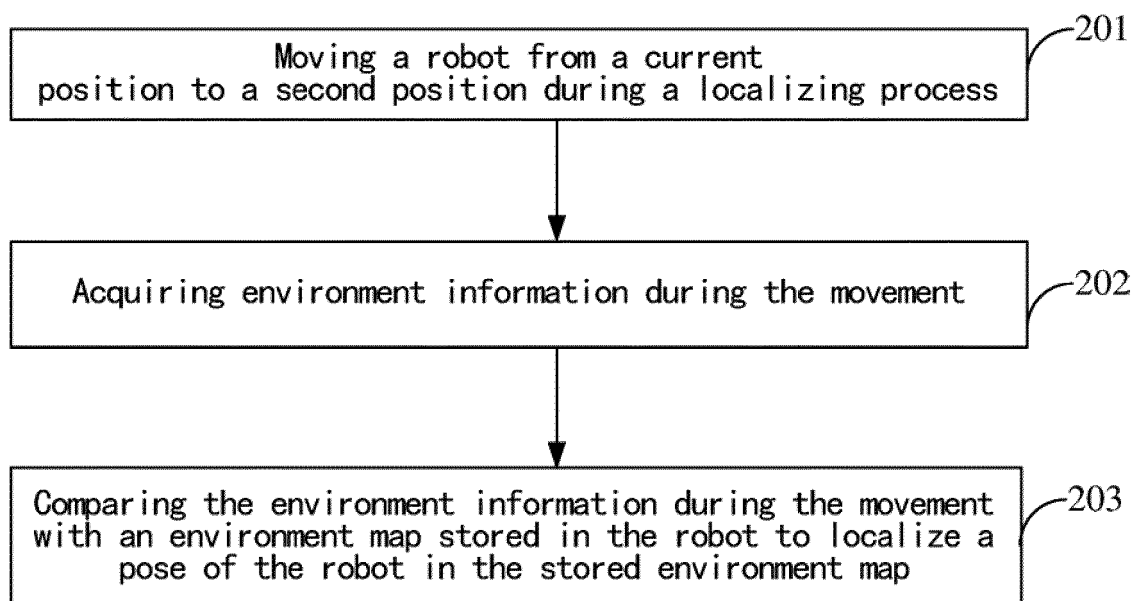 201
Moving a robot from a current
position to a second position during a localizing process
Acquiring environment information during the movement
202
Comparing the environment information during the movement
with an environment map stored in the robot to localize a
pose of the robot in the stored environment map
203